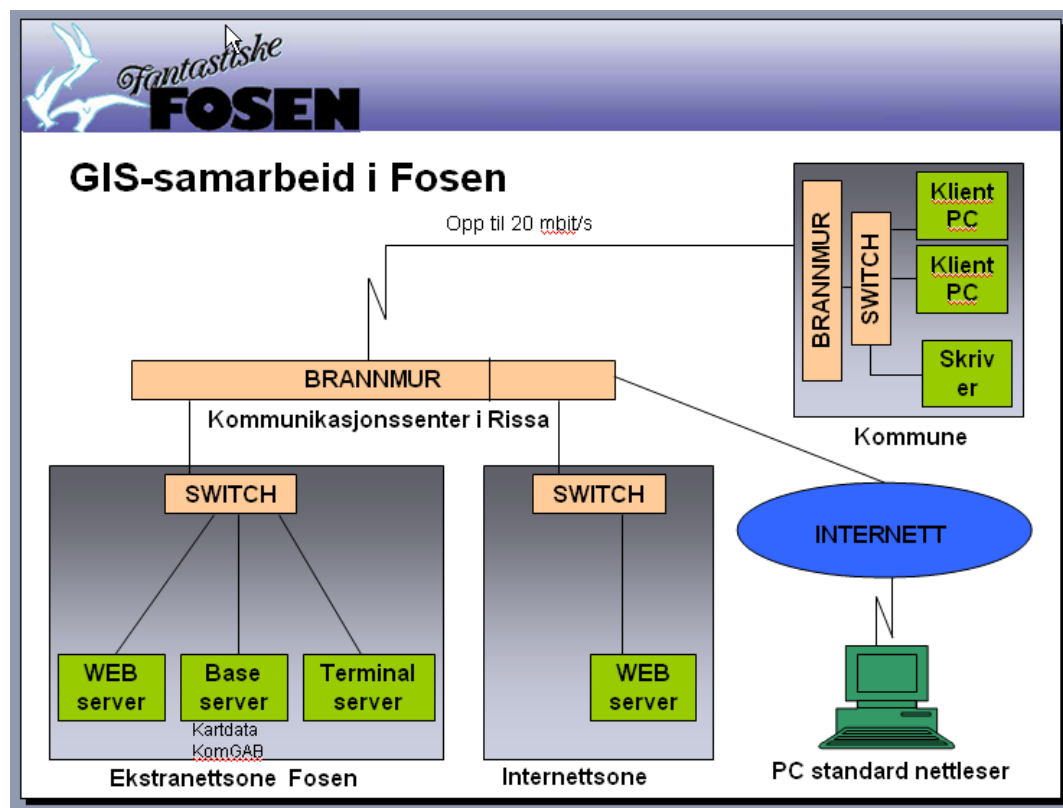 Fantastiske
FOSEN
GIS-samarbeid i Fosen
Opp til 20 mbit/s
BRANNMUR
SWITCH
Klient
PC
Klient
PC
Skriv
er
Kommune
BRANNMUR
Kommunikasjonssenter i Rissa
SWITCH
WEB
server
Base
server
Terminal
server
Kartdata
KomGAB
Ekstranettsone Fosen
SWITCH
WEB
server
Internettsone
INTERNETT
PC standard nettleser